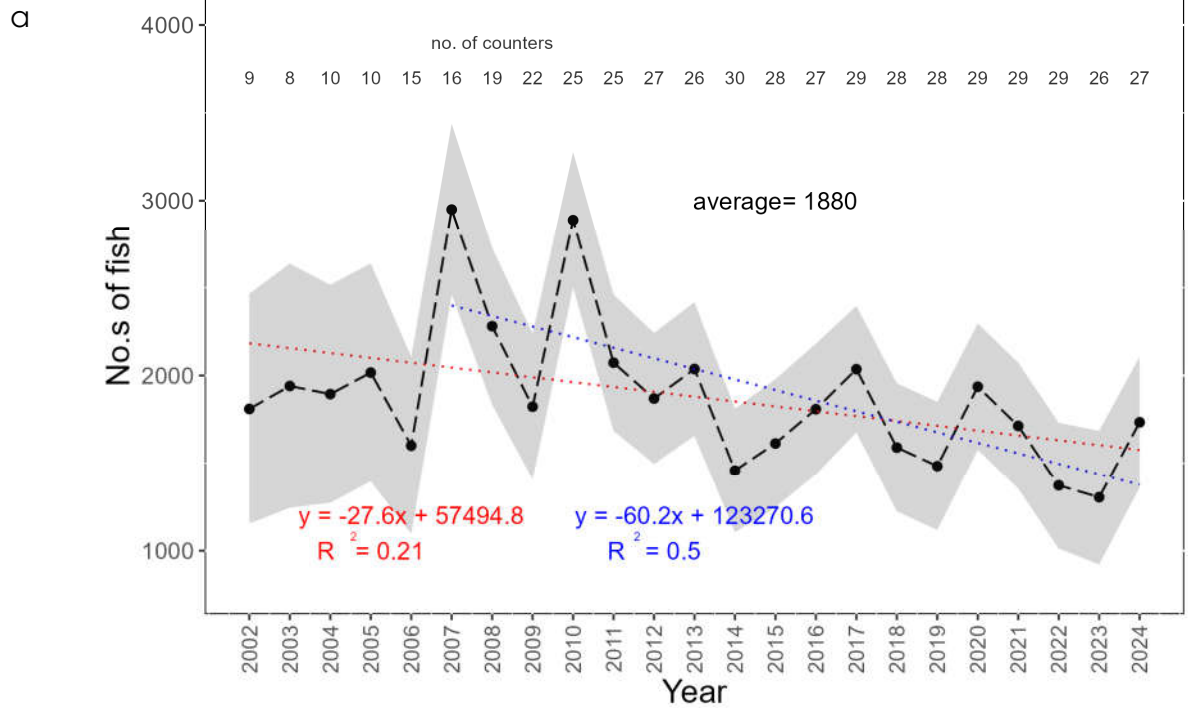 a
4000
no. of counters
9 8 10 10 15 16 19 22 25 25 27 26 30 28 27 29 28 28 29 29 29 26 27
3000
average= 1880
No.s of fish
2000
y = -27.6x + 57494.8
y = -60.2x + 123270.6
R ²= 0.21
R ²= 0.5
1000
2002 2003 2004 2005 2006 2007 2008 2009 2010 2011 2012 2013 2014 2015 2016 2017 2018 2019 2020 2021 2022 2023 2024
Year